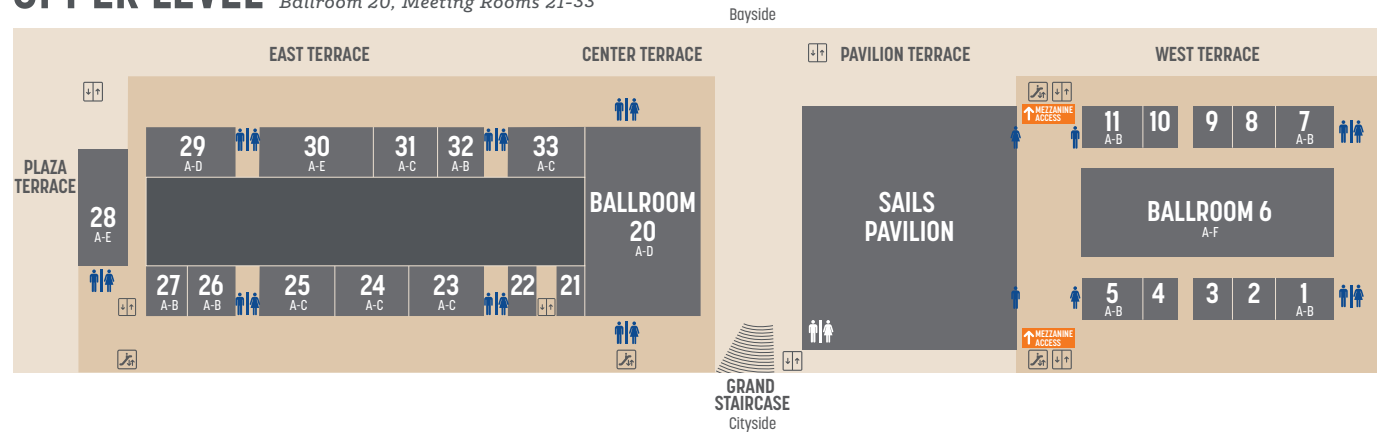 UPPER LEVEL Ballroom 20, Meeting Rooms 21-33
Bayside
EAST TERRACE
CENTER TERRACE
PAVILION TERRACE
WEST TERRACE
MEZZANINE
ACCESS
29
A-D
30
A-E
31
A-C
32
A-B
33
A-C
11
A-B
10
9
8
7
A-B
PLAZA
TERRACE
28
A-E
BALLROOM
20
A-D
SAILS
PAVILION
BALLROOM 6
A-F
27
A-B
26
A-B
25
A-C
24
A-C
23
A-C
22
21
5
A-B
4
3
2
1
A-B
MEZZANINE
ACCESS
GRAND
STAIRCASE
Cityside